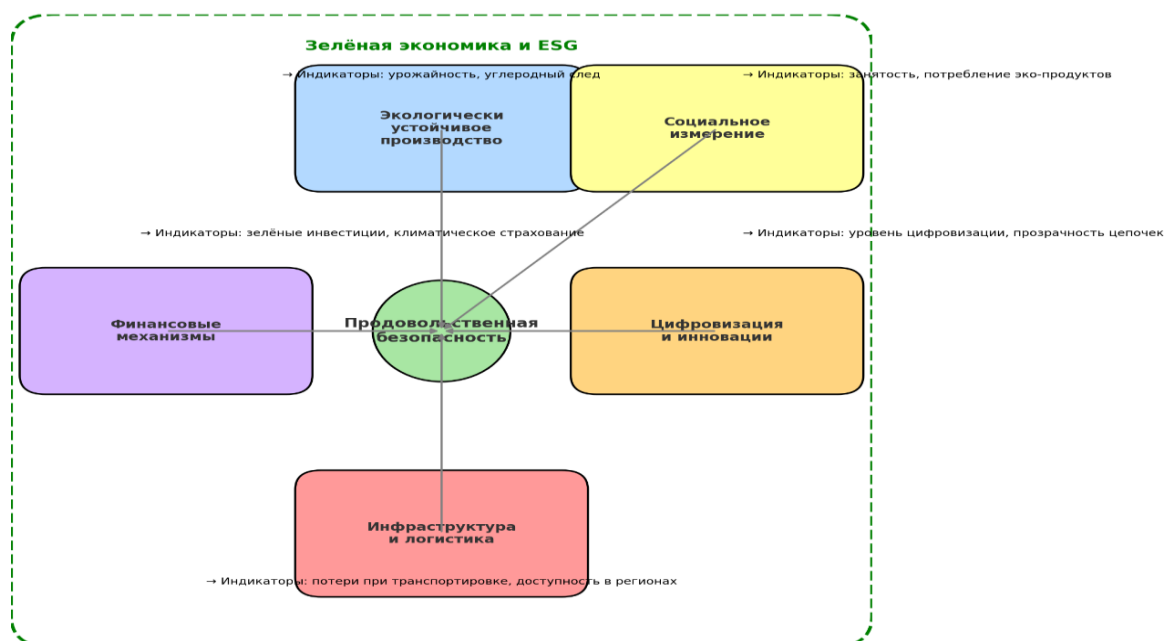 Зелёная экономика и ESG
→ Индикаторы: урожайность, углеродный след
→ Индикаторы: занятость, потребление эко-продуктов
Экологически
устойчивое
производство
Социальное
измерение
→ Индикаторы: зелёные инвестиции, климатическое страхование
→ Индикаторы: уровень цифровизации, прозрачность цепочек
Финансовые
механизмы
Продовольственная
безопасность
Цифровизация
и инновации
Инфраструктура
и логистика
→ Индикаторы: потери при транспортировке, доступность в регионах